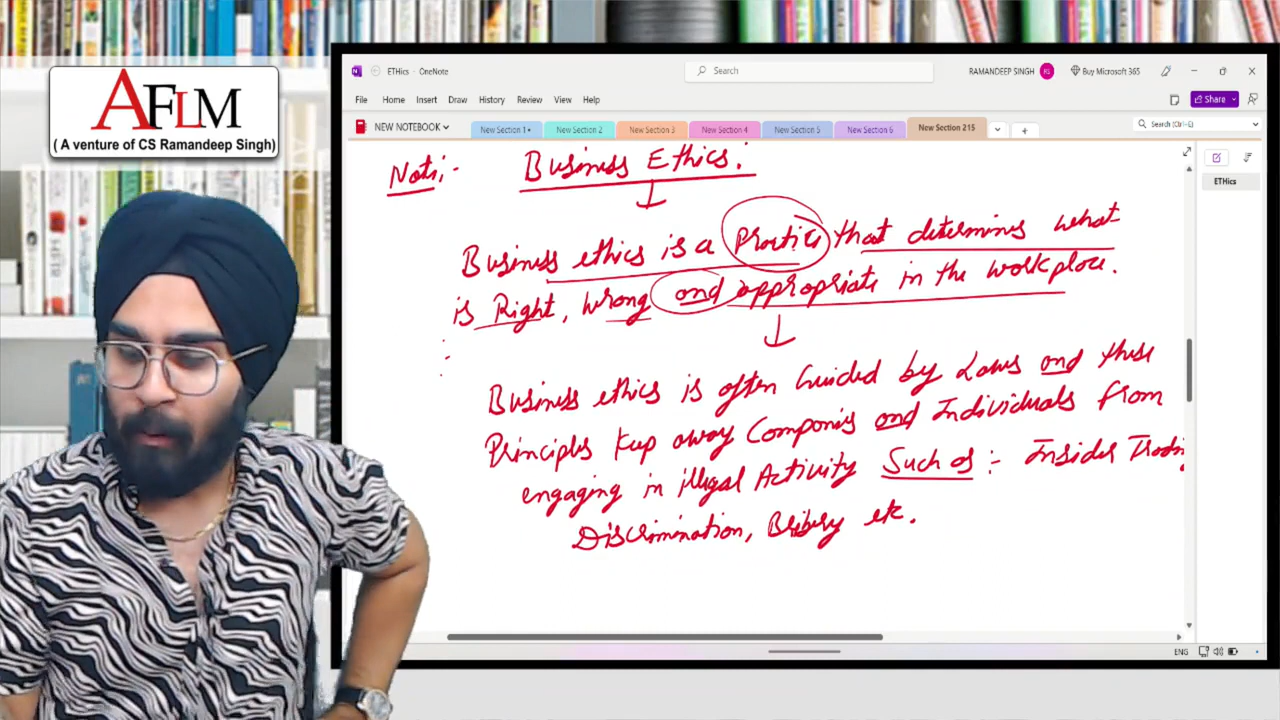 AFLM
( A venture of CS Ramandeep Singh)
ETHics - OneNote
Search
RAMANDEEP SINGH
RS
Buy Microsoft 365
File Home Insert Draw History Review View Help
Share
NEW NOTEBOOK
New Section 1
New Section 2
New Section 3
New Section 4
New Section 5
New Section 6
New Section 215
Search (Ctrl+E)
ETHics
Note:- Business Ethics:
Business ethics is a Practice that determines what
is Right, wrong and appropriate in the workplace.
Business ethics is often Guided by Laws and these
Principles Keep away Companies and Individuals from
engaging in illegal Activity Such as :- Insider Tradin
Discrimination, Bribery etc.
ENG